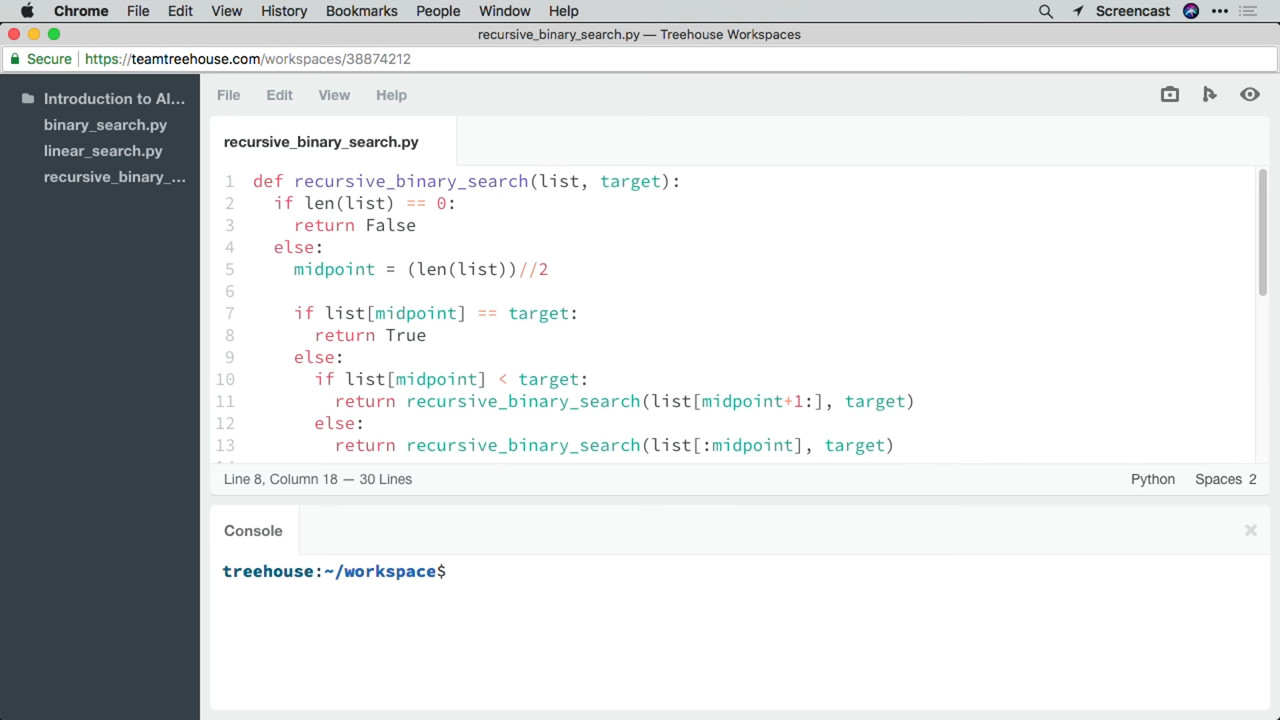 Chrome File Edit View History Bookmarks People Window Help Screencast
recursive_binary_search.py — Treehouse Workspaces
Secure https://teamtreehouse.com/workspaces/38874212
Introduction to Al...
binary_search.py
linear_search.py
recursive_binary_...
File Edit View Help
recursive_binary_search.py
1 def recursive_binary_search(list, target):
2   if len(list) == 0:
3     return False
4   else:
5     midpoint = (len(list))//2
6
7     if list[midpoint] == target:
8       return True
9     else:
10       if list[midpoint] < target:
11         return recursive_binary_search(list[midpoint+1:], target)
12       else:
13         return recursive_binary_search(list[:midpoint], target)
Line 8, Column 18 — 30 Lines Python Spaces 2
Console
treehouse:~/workspace$